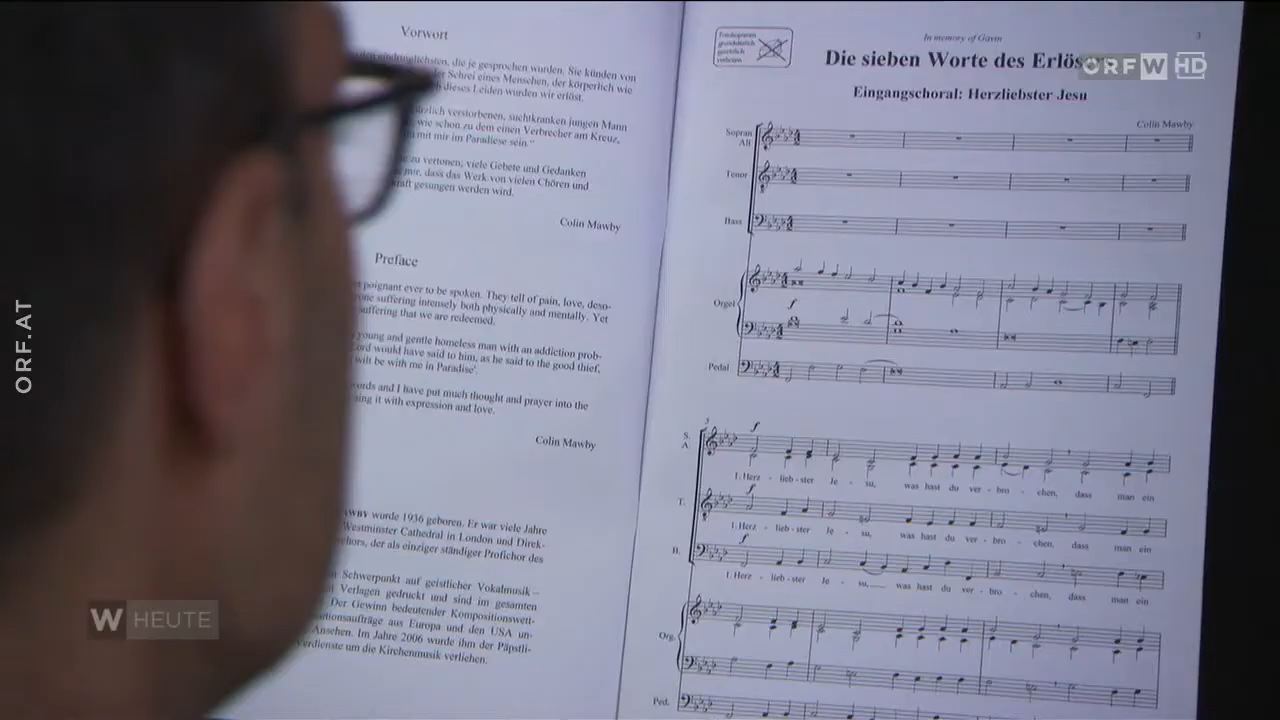 Vorwort
die je gesprochen wurden. Sie künden von
der Schrei eines Menschen, der körperlich wie
dieses Leiden wurden wir erlöst.
verstorbenen, suchtkranken jungen Mann
wie schon zu dem einen Verbrecher am Kreuz,
mit mir im Paradiese sein."
zu vertonen; viele Gebete und Gedanken
mir, dass das Werk von vielen Chören und
gesungen werden wird.
Colin Mawby
Preface
poignant ever to be spoken. They tell of pain, love, deso-
suffering intensely both physically and mentally. Yet
suffering that we are redeemed.
young and gentle homeless man with an addiction prob-
would have said to him, as he said to the good thief,
wilt be with me in Paradise'.
words and I have put much thought and prayer into the
it with expression and love.
Colin Mawby
wurde 1936 geboren. Er war viele Jahre
Westminster Cathedral in London und Direk-
der als einziger ständiger Profichor des
Schwerpunkt auf geistlicher Vokalmusik –
Verlagen gedruckt und sind im gesamten
Der Gewinn bedeutender Kompositionswett-
aus Europa und den USA un-
Ansehen. Im Jahre 2006 wurde ihm der Päpstli-
um die Kirchenmusik verliehen.
In memory of Gavin
3
Die sieben Worte des
Eingangschoral: Herzliebster Jesu
Colin Mawby
Sopran
Alt
Tenor
Bass
Orgel
f
Pedal
5
f
S.
A.
1. Herz - lieb - ster Je - su, was hast du ver - bro - chen, dass man ein
f
T.
1. Herz - lieb - ster Je - su, was hast du ver - bro - chen, dass man ein
f
B.
1. Herz - lieb - ster Je - su, was hast du ver - bro - chen, dass man ein
Org.
Ped.
ORF W HD
ORF.AT
W HEUTE